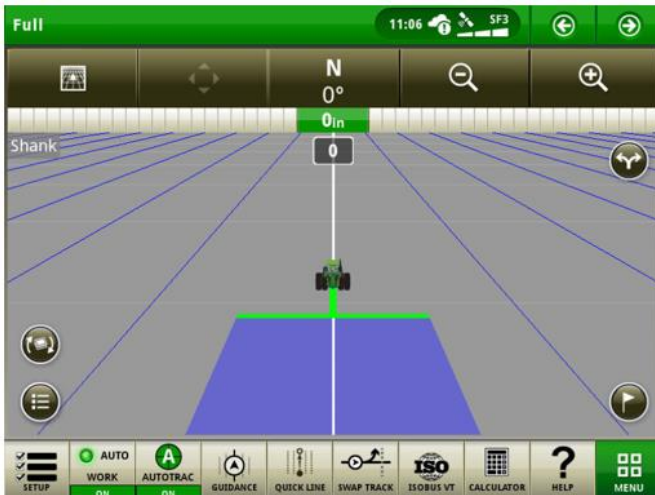 Full
11:06
SF3
N
0°
0in
0
Shank
AUTO
WORK
ON
A
AUTOTRAC
ON
SETUP
GUIDANCE
QUICK LINE
SWAP TRACK
ISO
ISOBUS VT
CALCULATOR
?
HELP
MENU